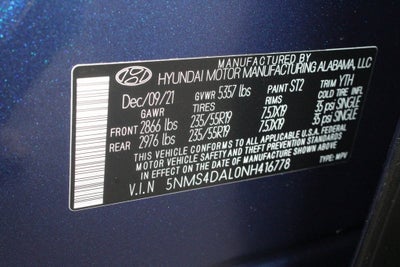 MANUFACTURED BY
HYUNDAI MOTOR MANUFACTURING ALABAMA, LLC
Dec/09/21 GVWR 5357 lbs PAINT ST2 TRIM YTH
GAWR TIRES RIMS COLD TIRE INFL
FRONT 2866 lbs 235/55R19 7.5JX19 35 psi SINGLE
REAR 2976 lbs 235/55R19 7.5JX19 35 psi SINGLE
THIS VEHICLE CONFORMS TO ALL APPLICABLE U.S.A. FEDERAL
MOTOR VEHICLE SAFETY STANDARDS IN
EFFECT ON THE DATE OF MANUFACTURE SHOWN ABOVE.
V.I.N 5NMS4DAL0NH416778 TYPE: MPV